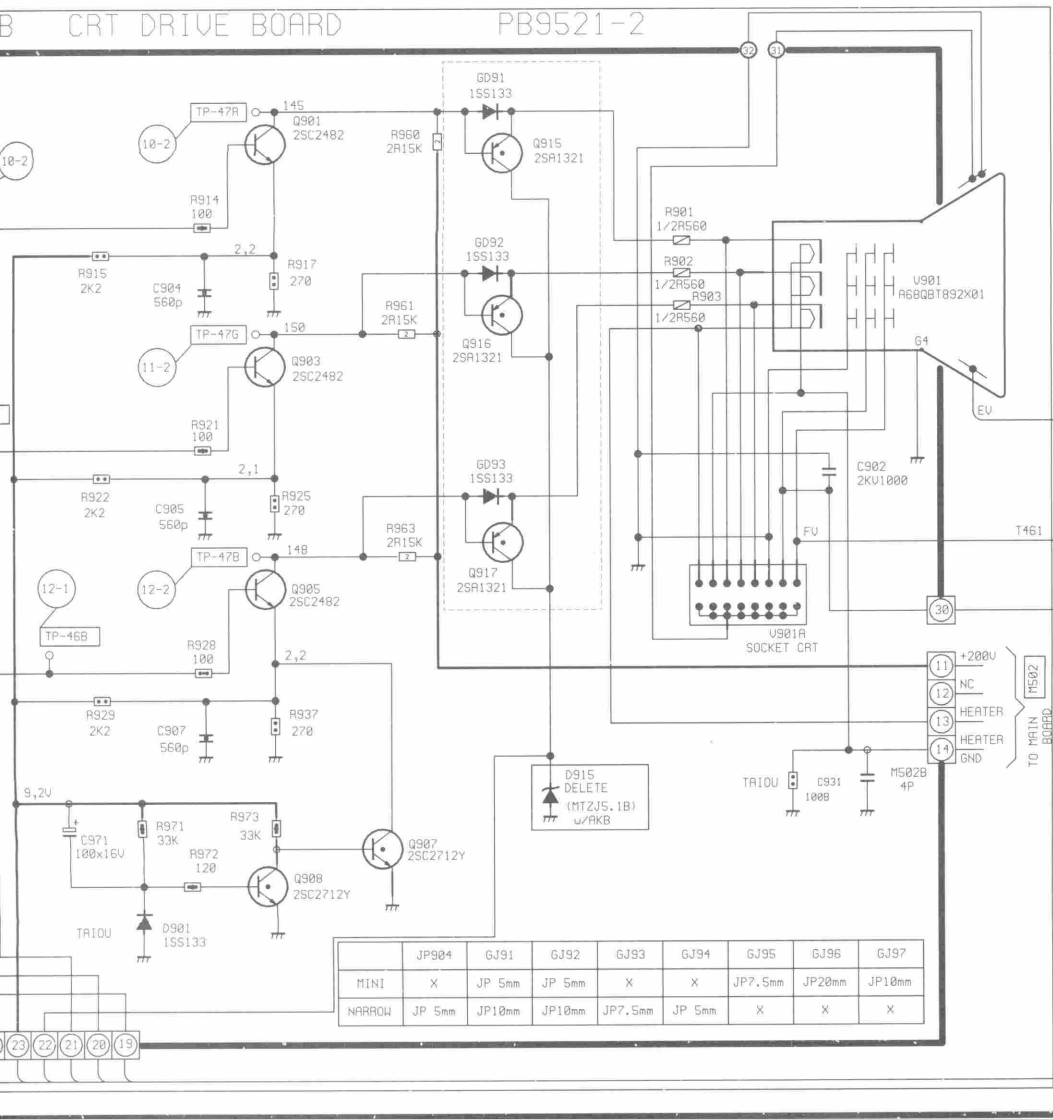 B CRT DRIVE BOARD PB9521-2
32 31
GD91
1SS133
TP-47R
145
Q901
2SC2482
R960
2R15K
Q915
2SA1321
10-2
10-2
R914
100
R901
1/2R560
2,2
GD92
1SS133
R902
1/2R560
R903
1/2R560
V901
A68QBT892X01
R915
2K2
C904
560p
R917
270
R961
2R15K
TP-47G
150
Q916
2SA1321
G4
11-2
Q903
2SC2482
EV
R921
100
2,1
GD93
1SS133
C902
2KV1000
R922
2K2
C905
560p
R925
270
R963
2R15K
FV
T461
TP-47B
148
Q917
2SA1321
12-1
12-2
Q905
2SC2482
30
TP-46B
V901A
SOCKET CRT
R928
100
2,2
11
+200V
12
NC
13
HEATER
14
HEATER
GND
M502
TO MAIN
BOARD
R929
2K2
C907
560p
R937
270
D915
DELETE
(MTZJ5.1B)
w/AKB
TAIOU
C931
100B
M502B
4P
9,2V
+
C971
100x16V
R971
33K
R973
33K
R972
120
Q907
2SC2712Y
Q908
2SC2712Y
TAIOU
D901
1SS133
JP904 GJ91 GJ92 GJ93 GJ94 GJ95 GJ96 GJ97
MINI X JP 5mm JP 5mm X X JP7.5mm JP20mm JP10mm
NARROW JP 5mm JP10mm JP10mm JP7.5mm JP 5mm X X X
23 22 21 20 19